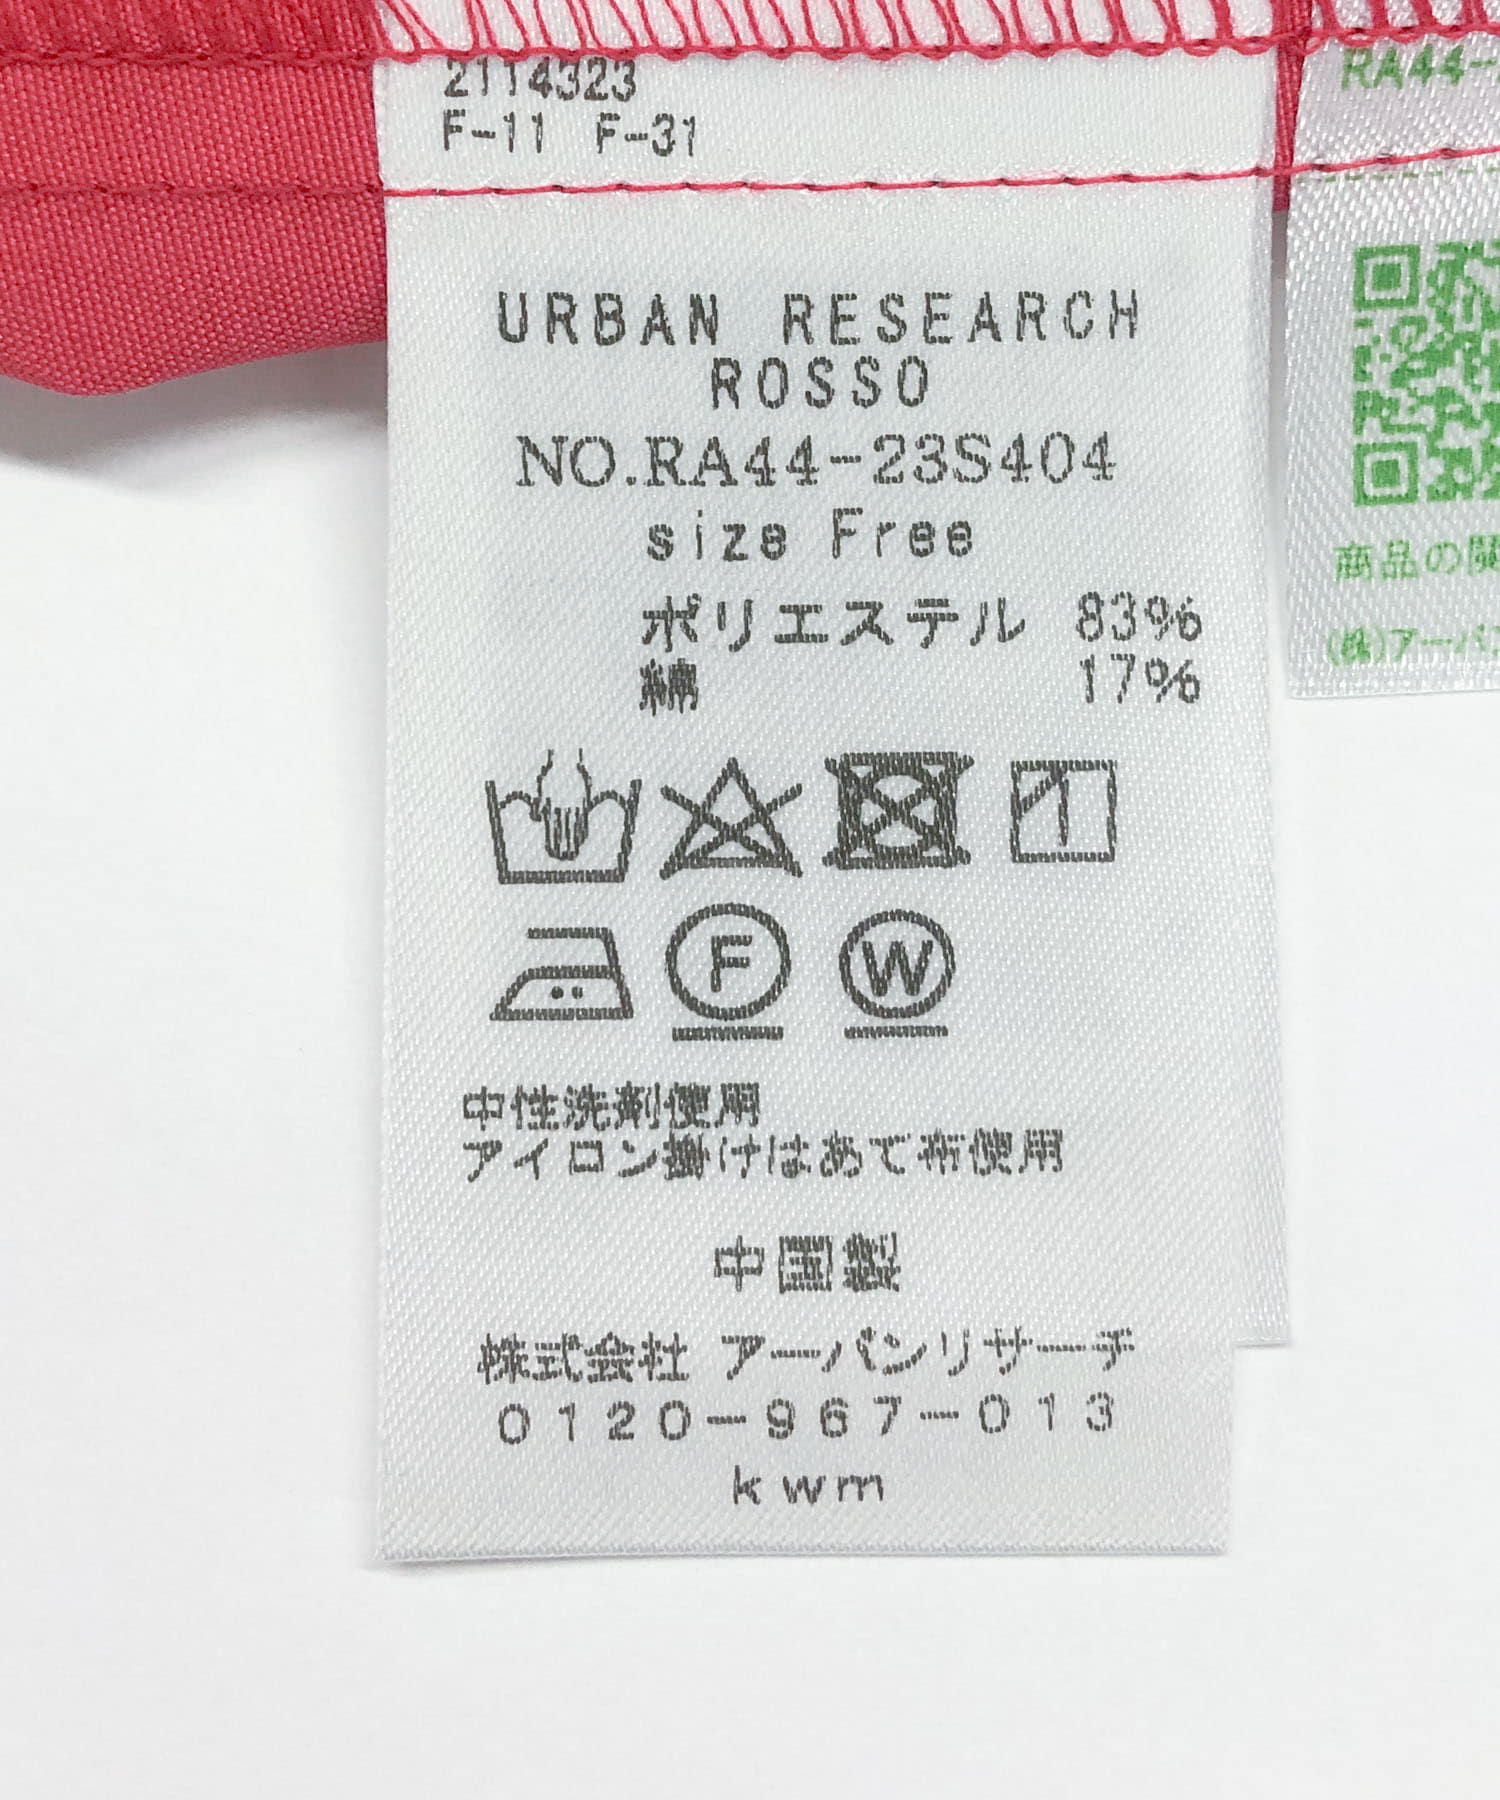 2114323
F-11 F-31
URBAN RESEARCH
ROSSO
NO.RA44-23S404
size Free
ポリエステル 83%
綿 17%
F
W
中性洗剤使用
アイロン掛けはあて布使用
中国製
株式会社 アーバンリサーチ
0120-967-013
kwm
RA44-
商品の関
(株)アーバン